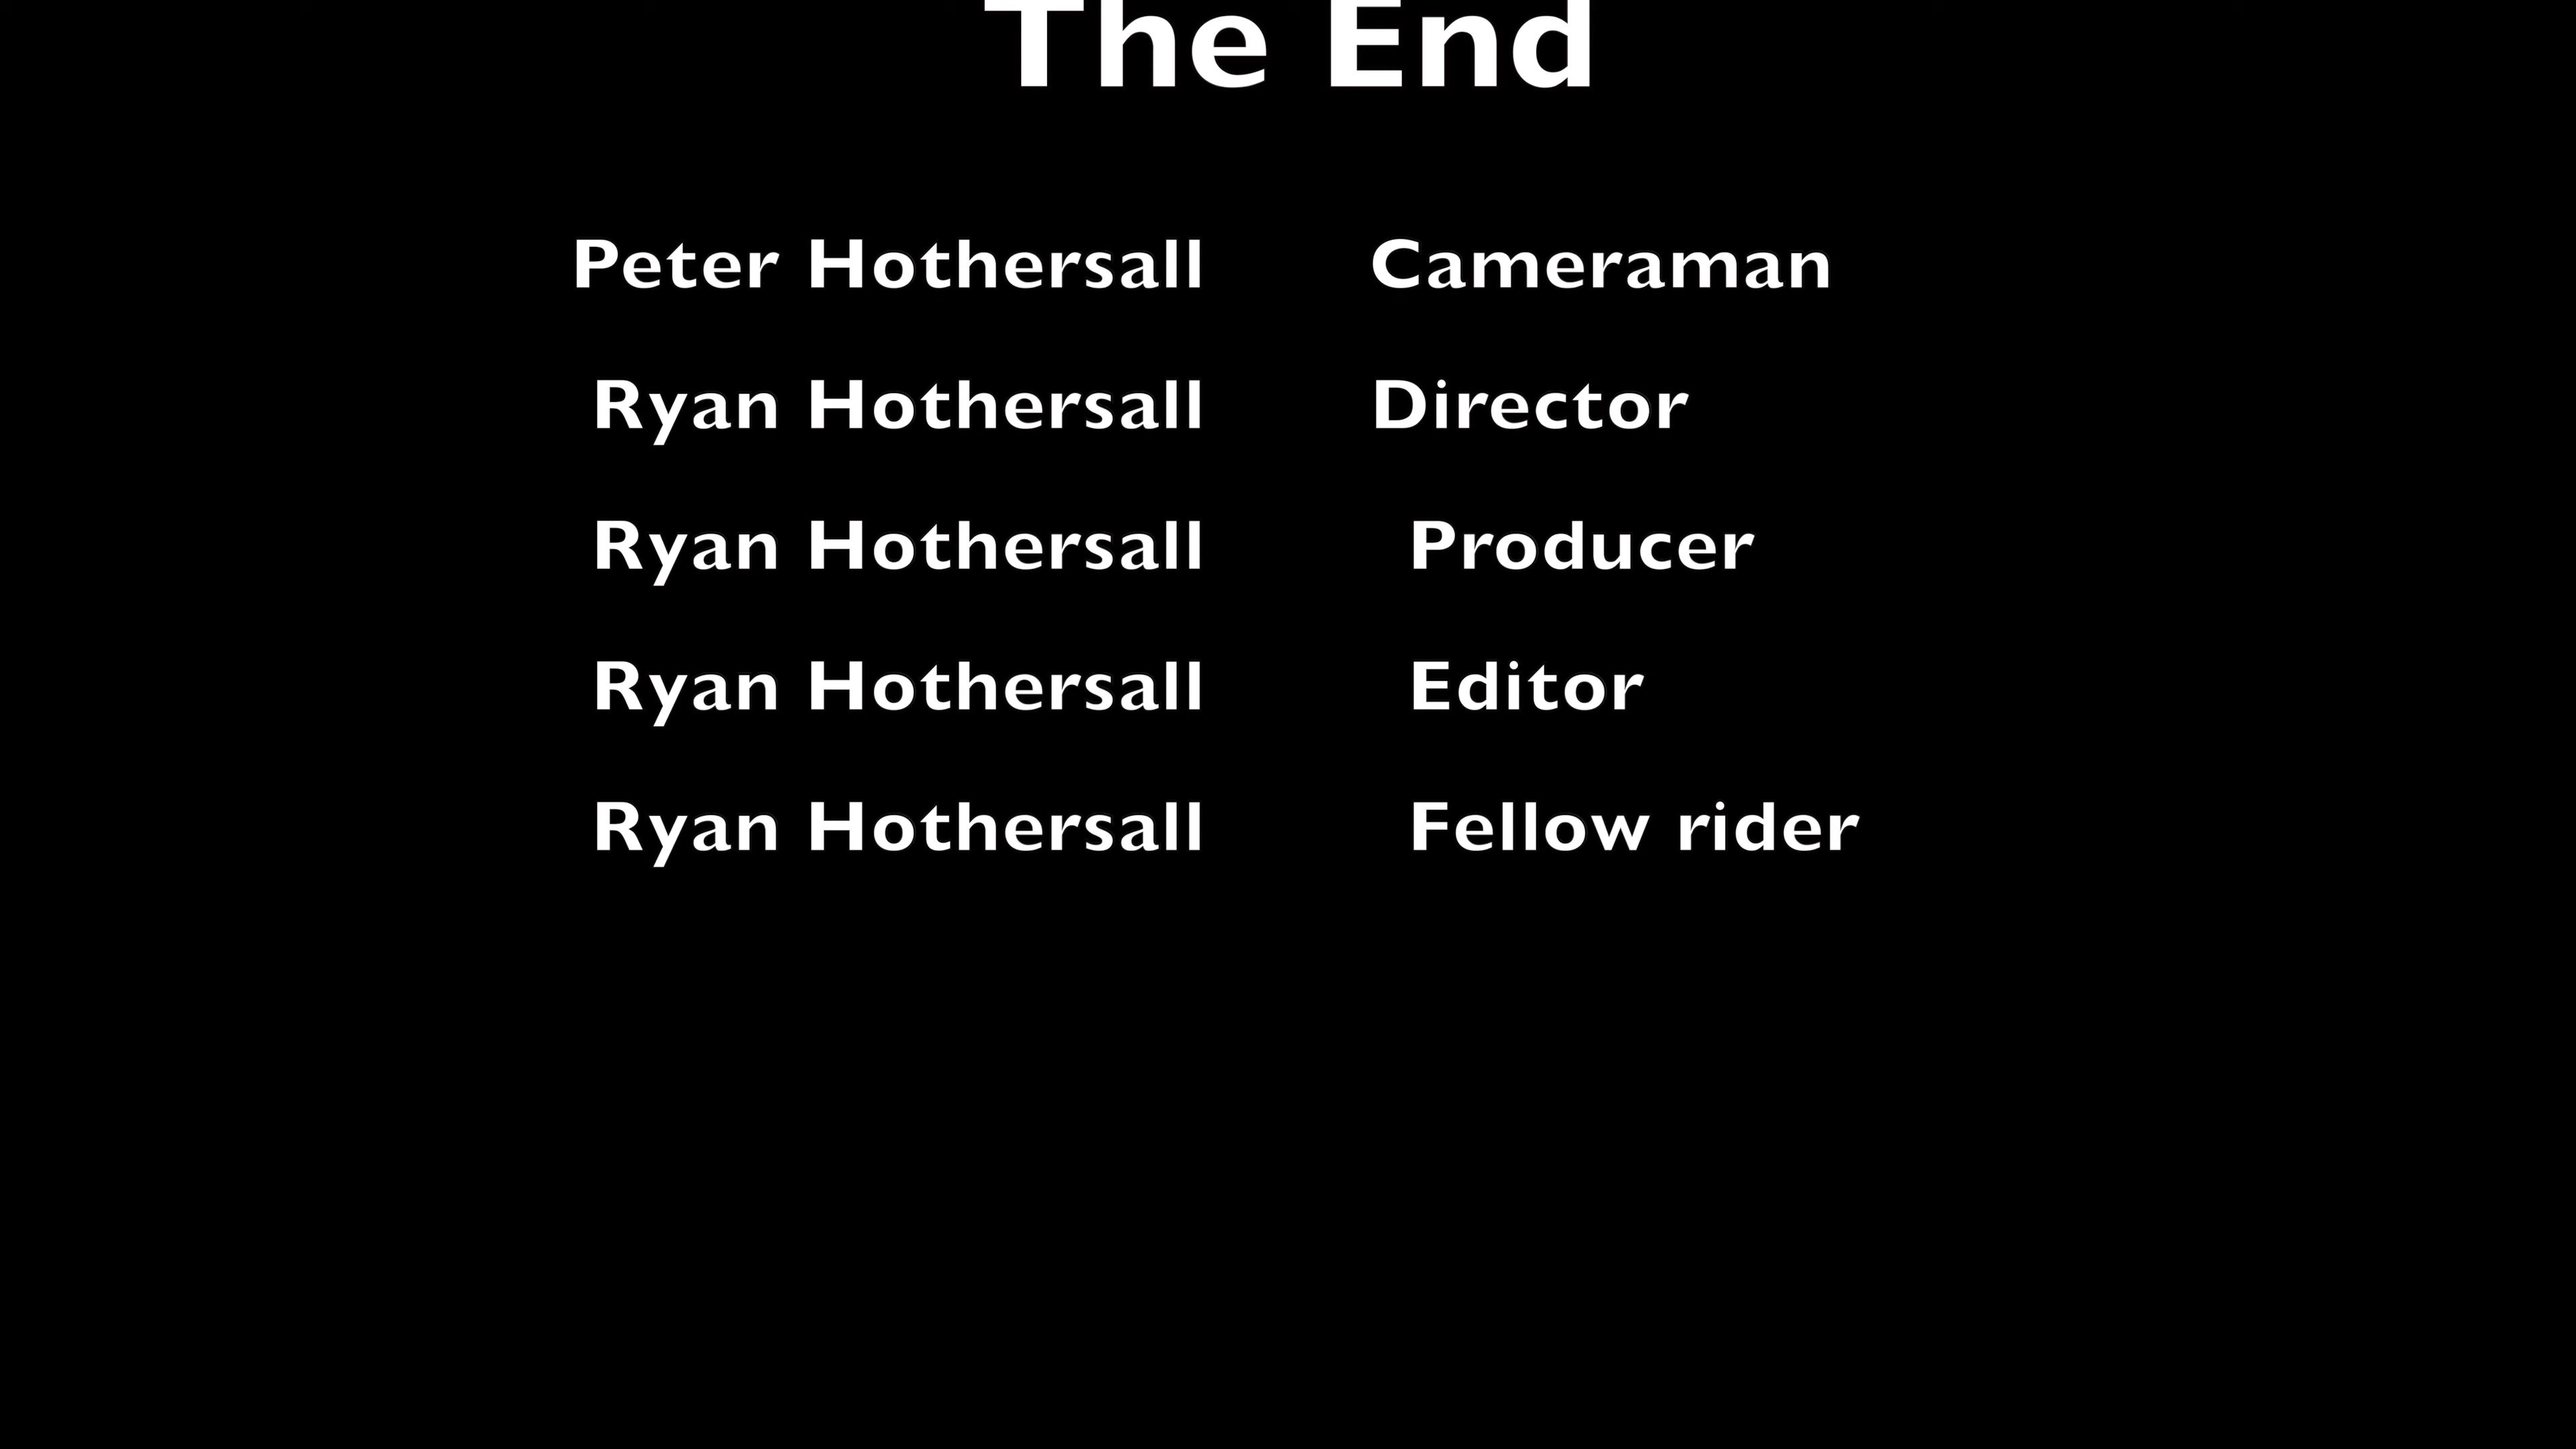 The End
Peter Hothersall Cameraman
Ryan Hothersall Director
Ryan Hothersall Producer
Ryan Hothersall Editor
Ryan Hothersall Fellow rider